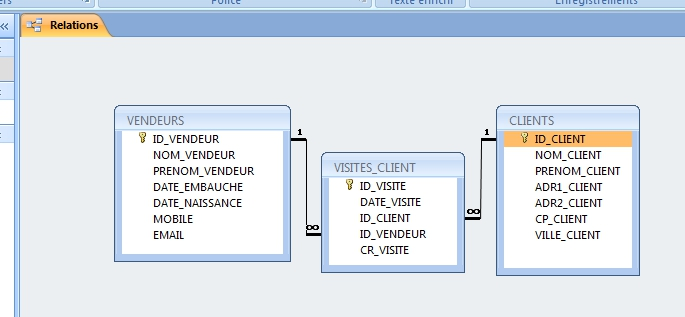 Police
Texte enrichi
Enregistrements
Relations
VENDEURS
ID_VENDEUR
NOM_VENDEUR
PRENOM_VENDEUR
DATE_EMBAUCHE
DATE_NAISSANCE
MOBILE
EMAIL
1
∞
VISITES_CLIENT
ID_VISITE
DATE_VISITE
ID_CLIENT
ID_VENDEUR
CR_VISITE
1
∞
CLIENTS
ID_CLIENT
NOM_CLIENT
PRENOM_CLIENT
ADR1_CLIENT
ADR2_CLIENT
CP_CLIENT
VILLE_CLIENT